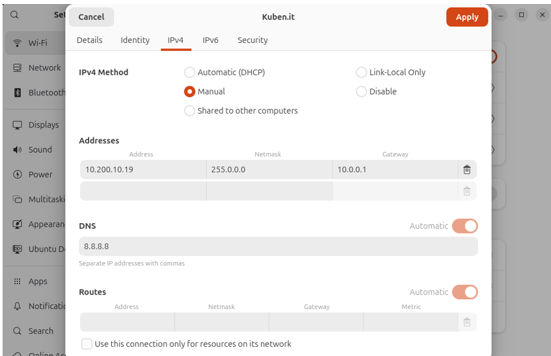 Cancel
Kuben.it
Apply
Set
Details Identity IPv4 IPv6 Security
Wi-Fi
Network
Bluetooth
Displays
Sound
Power
Multitaski
Appearan
Ubuntu De
Apps
Notificatio
Search
Online Ac
IPv4 Method
Automatic (DHCP)
Link-Local Only
Manual
Disable
Shared to other computers
Addresses
Address Netmask Gateway
10.200.10.19 255.0.0.0 10.0.0.1
DNS
Automatic
8.8.8.8
Separate IP addresses with commas
Routes
Automatic
Address Netmask Gateway Metric
Use this connection only for resources on its network